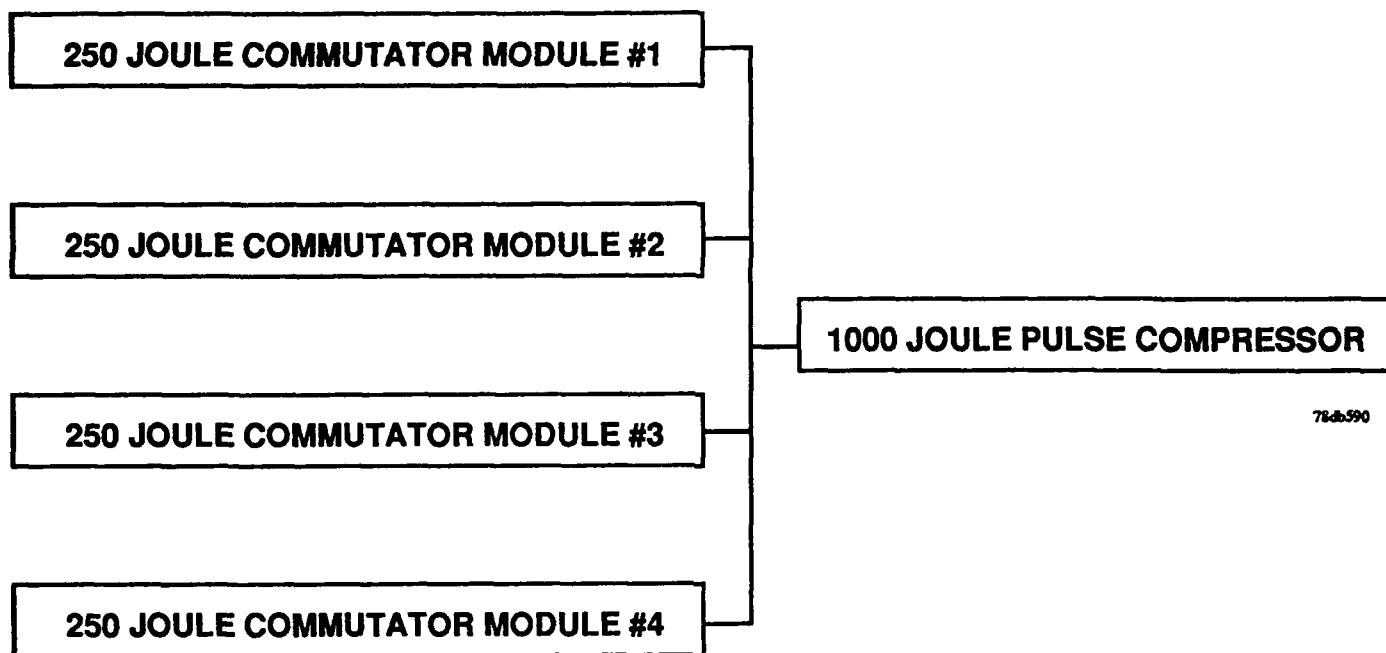 250 JOULE COMMUTATOR MODULE #1
250 JOULE COMMUTATOR MODULE #2
1000 JOULE PULSE COMPRESSOR
78db590
250 JOULE COMMUTATOR MODULE #3
250 JOULE COMMUTATOR MODULE #4